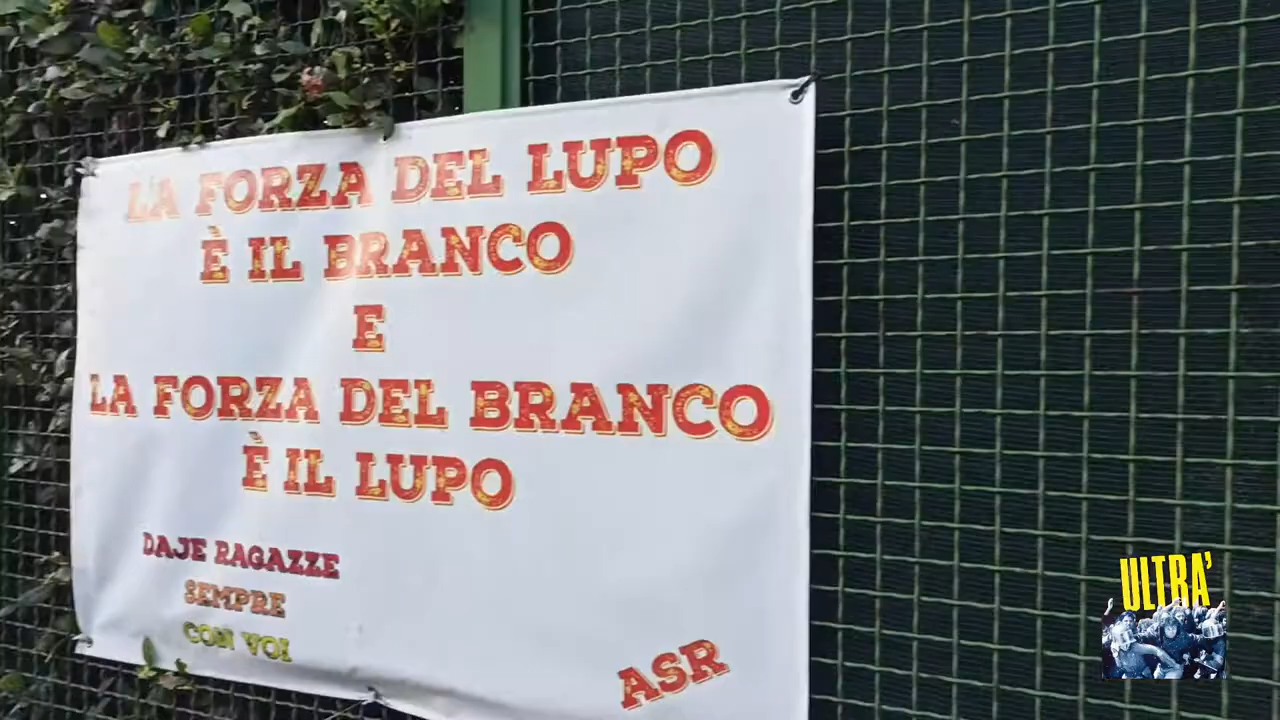 LA FORZA DEL LUPO
È IL BRANCO
E
LA FORZA DEL BRANCO
È IL LUPO
DAJE RAGAZZE
SEMPRE
CON VOI
ASR
ULTRA'